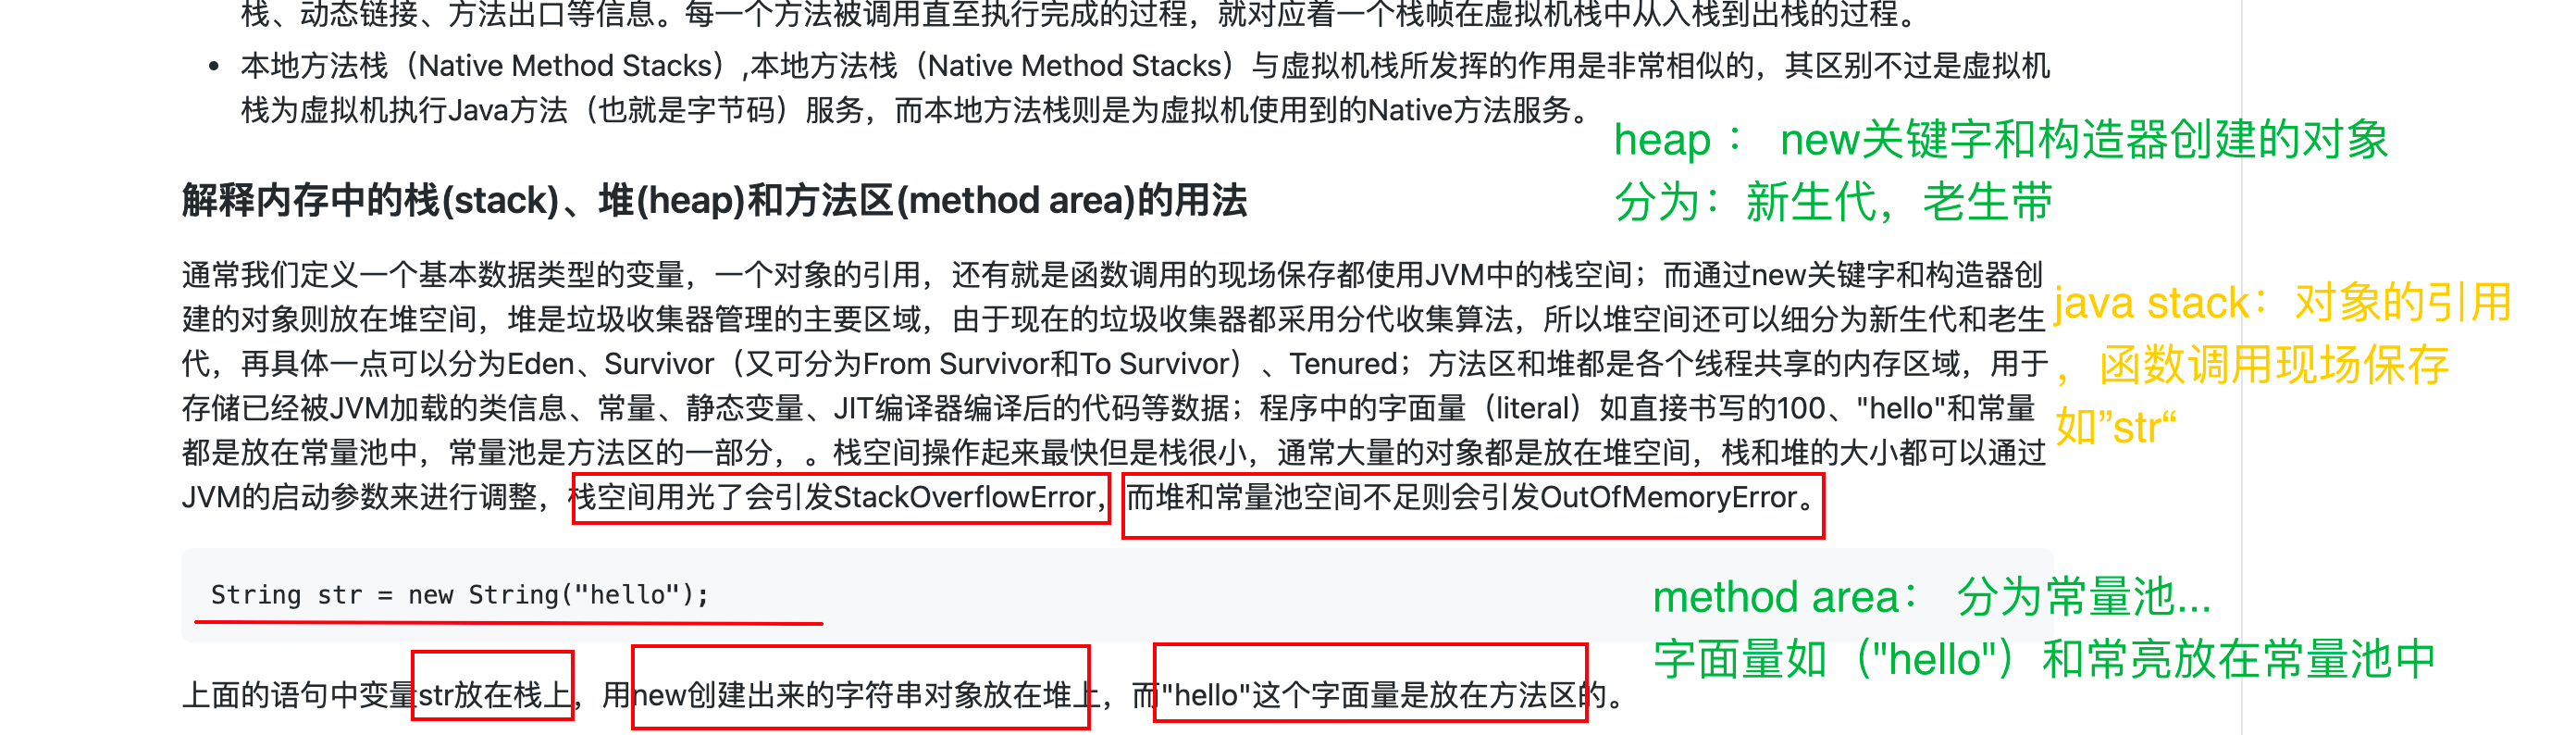 栈、动态链接、方法出口等信息。每一个方法被调用直至执行完成的过程，就对应着一个栈帧在虚拟机栈中从入栈到出栈的过程。
• 本地方法栈（Native Method Stacks）,本地方法栈（Native Method Stacks）与虚拟机栈所发挥的作用是非常相似的，其区别不过是虚拟机
栈为虚拟机执行Java方法（也就是字节码）服务，而本地方法栈则是为虚拟机使用到的Native方法服务。
heap： new关键字和构造器创建的对象
分为：新生代，老生带
解释内存中的栈(stack)、堆(heap)和方法区(method area)的用法
通常我们定义一个基本数据类型的变量，一个对象的引用，还有就是函数调用的现场保存都使用JVM中的栈空间；而通过new关键字和构造器创
建的对象则放在堆空间，堆是垃圾收集器管理的主要区域，由于现在的垃圾收集器都采用分代收集算法，所以堆空间还可以细分为新生代和老生
代，再具体一点可以分为Eden、Survivor（又可分为From Survivor和To Survivor）、Tenured；方法区和堆都是各个线程共享的内存区域，用于
存储已经被JVM加载的类信息、常量、静态变量、JIT编译器编译后的代码等数据；程序中的字面量（literal）如直接书写的100、"hello"和常量
都是放在常量池中，常量池是方法区的一部分，。栈空间操作起来最快但是栈很小，通常大量的对象都是放在堆空间，栈和堆的大小都可以通过
JVM的启动参数来进行调整，栈空间用光了会引发StackOverflowError，而堆和常量池空间不足则会引发OutOfMemoryError。
java stack：对象的引用
，函数调用现场保存
如”str“
String str = new String("hello");
method area： 分为常量池...
字面量如（"hello"）和常亮放在常量池中
上面的语句中变量str放在栈上，用new创建出来的字符串对象放在堆上，而"hello"这个字面量是放在方法区的。